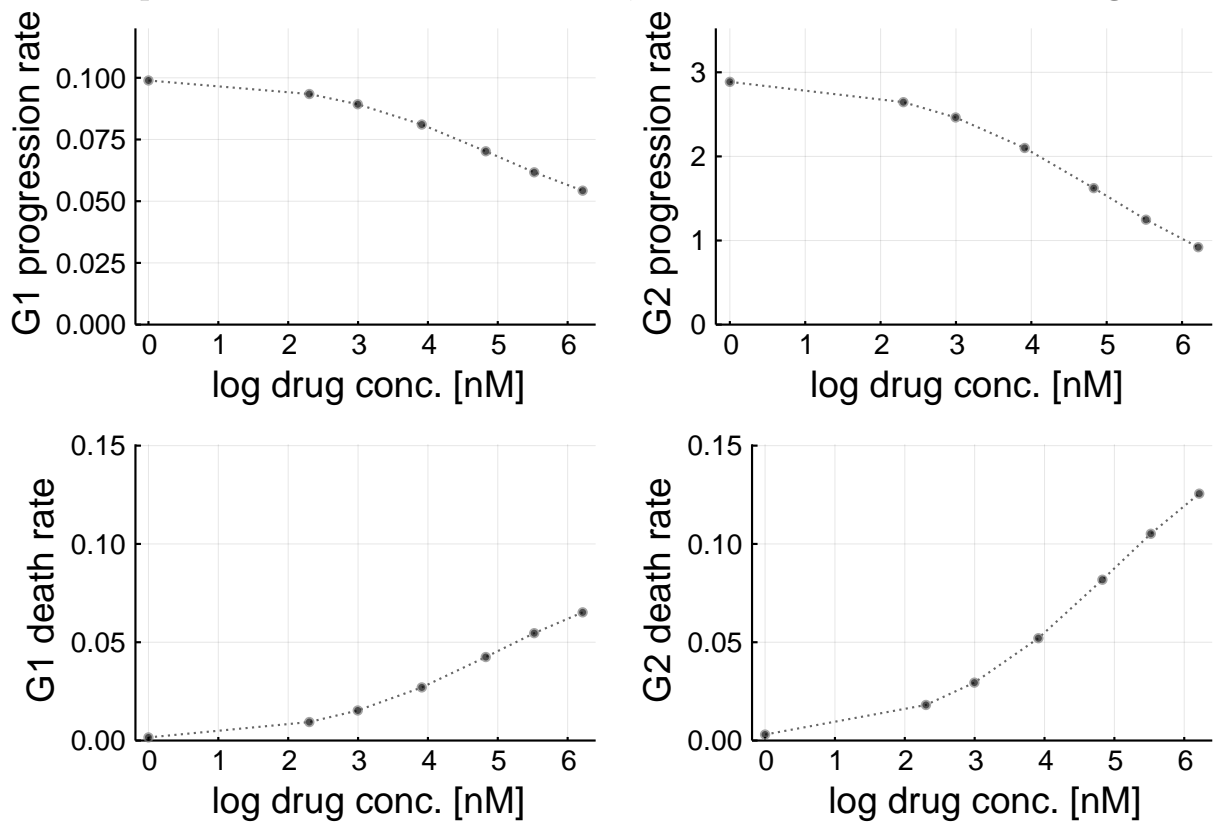 G1 progression rate
0.100
0.075
0.050
0.025
0.000
0 1 2 3 4 5 6
log drug conc. [nM]
G2 progression rate
3
2
1
0
0 1 2 3 4 5 6
log drug conc. [nM]
G1 death rate
0.15
0.10
0.05
0.00
0 1 2 3 4 5 6
log drug conc. [nM]
G2 death rate
0.15
0.10
0.05
0.00
0 1 2 3 4 5 6
log drug conc. [nM]